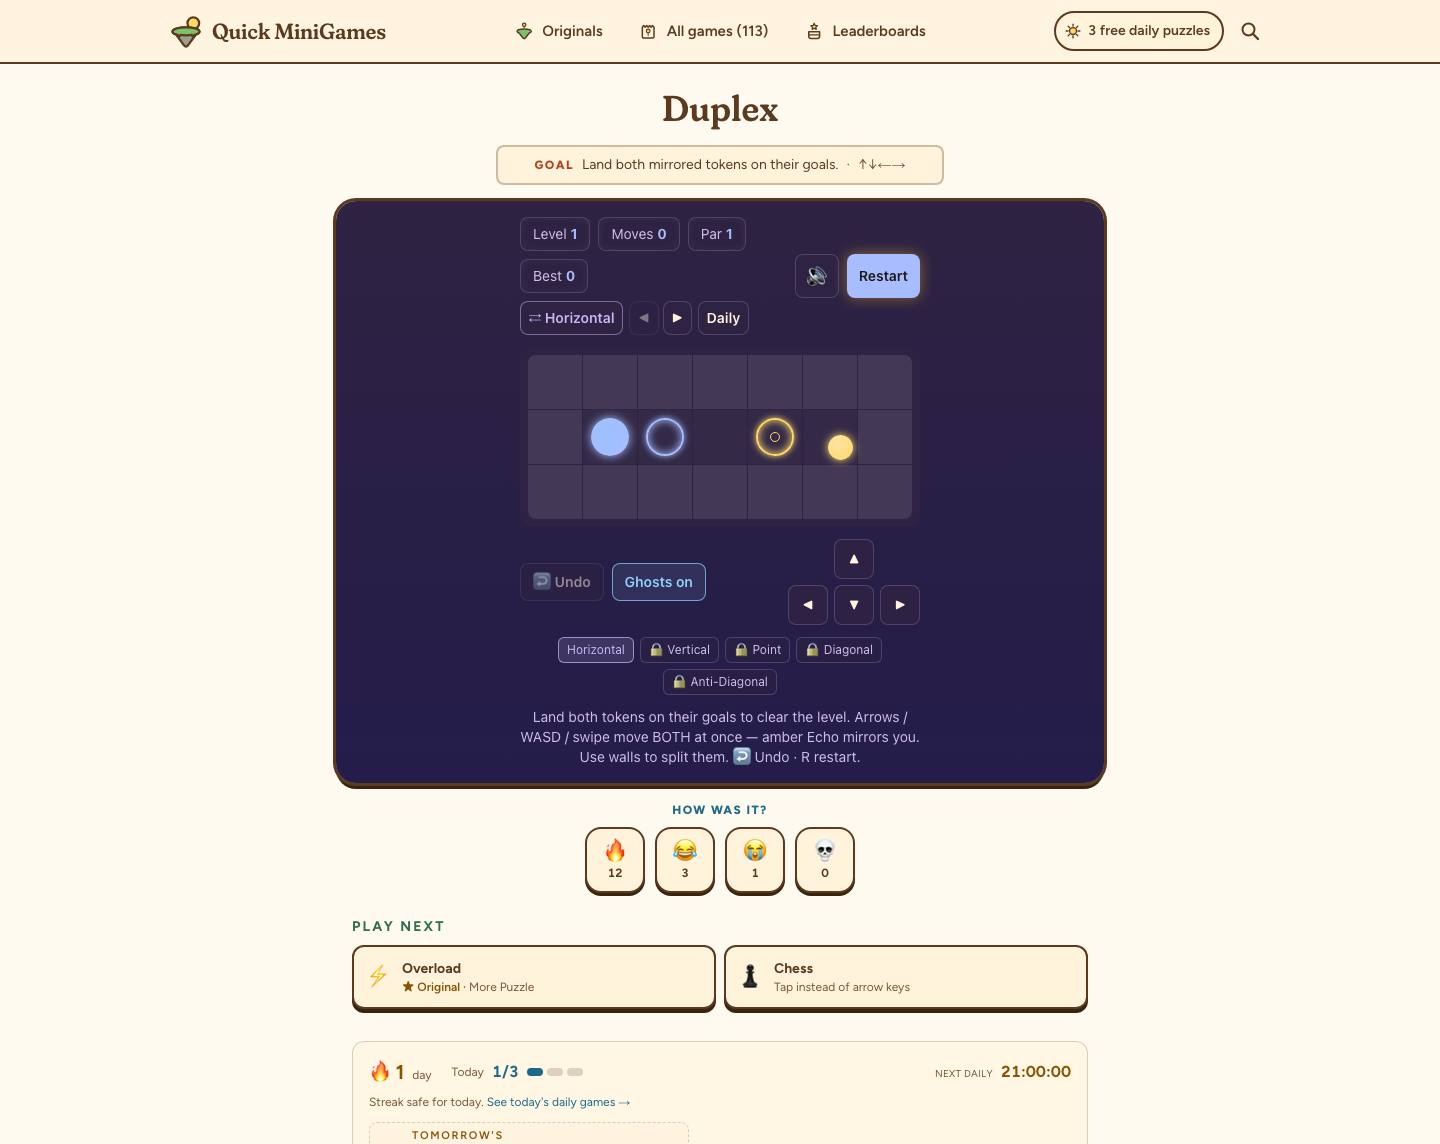 Quick MiniGames
Originals
All games (113)
Leaderboards
3 free daily puzzles
Duplex
GOAL Land both mirrored tokens on their goals. · ↑↓←→
Level 1
Moves 0
Par 1
Best 0
Restart
⇄ Horizontal
◀
▶
Daily
Undo
Ghosts on
▲
◀
▼
▶
Horizontal
Vertical
Point
Diagonal
Anti-Diagonal
Land both tokens on their goals to clear the level. Arrows /
WASD / swipe move BOTH at once — amber Echo mirrors you.
Use walls to split them. ↩️ Undo · R restart.
HOW WAS IT?
12
3
1
0
PLAY NEXT
Overload
★ Original · More Puzzle
Chess
Tap instead of arrow keys
1 day
Today 1/3
NEXT DAILY 21:00:00
Streak safe for today. See today's daily games →
TOMORROW'S